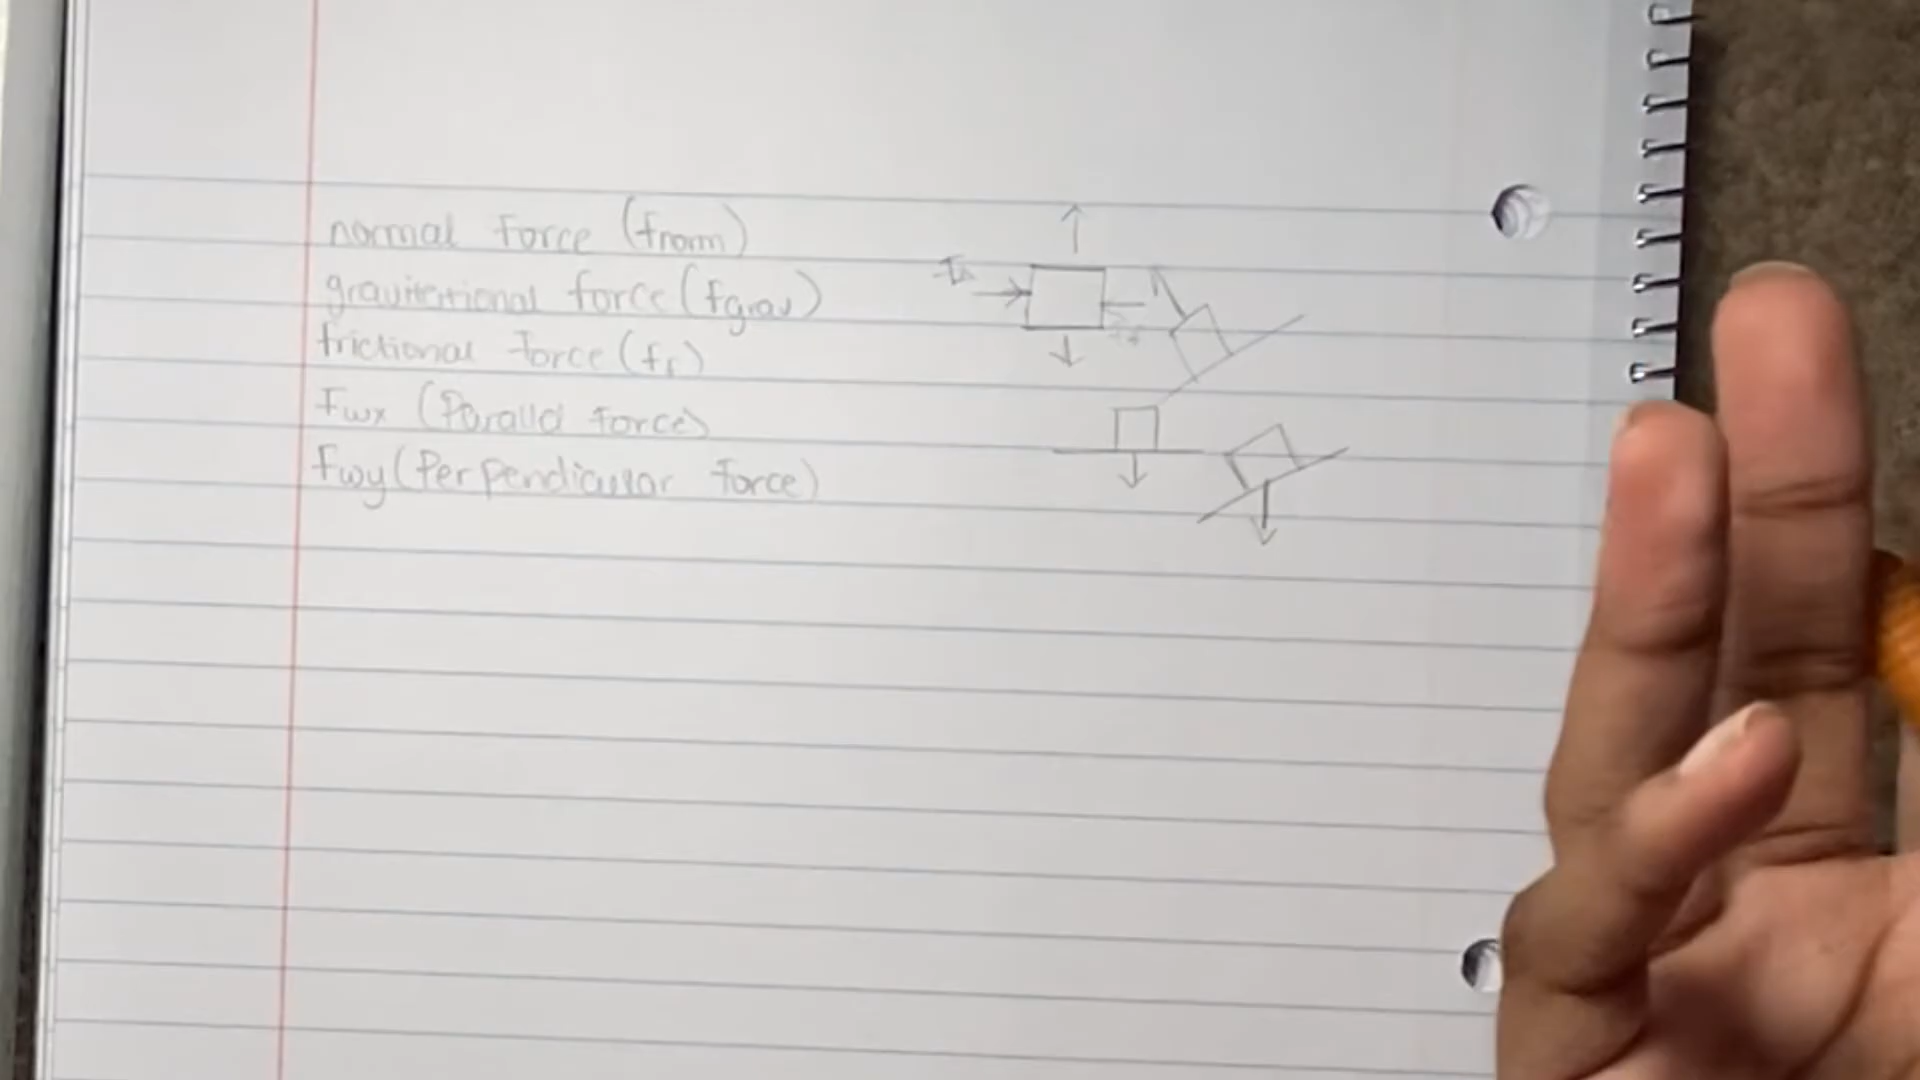 normal force (fnorm)
gravitational force (fgrav)
frictional force (ff)
Fwx (Parallel force)
Fwy (Perpendicular force)